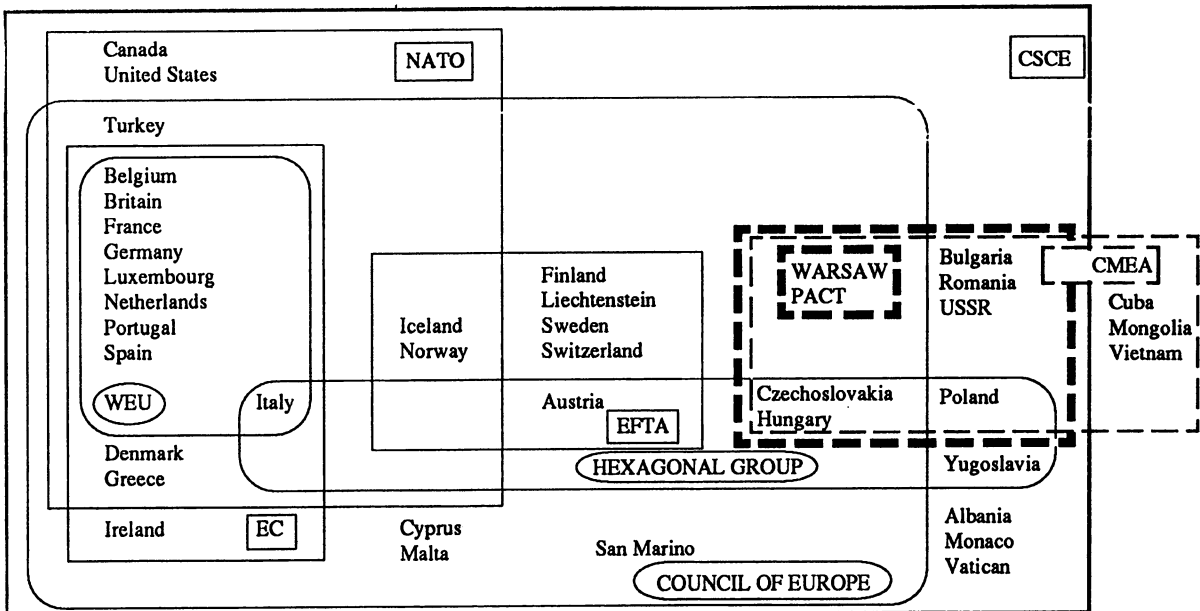 Canada
United States
NATO
CSCE
Turkey
Belgium
Britain
France
Germany
Luxembourg
Netherlands
Portugal
Spain
WEU
Italy
Denmark
Greece
Ireland
EC
Iceland
Norway
Finland
Liechtenstein
Sweden
Switzerland
Austria
EFTA
HEXAGONAL GROUP
Cyprus
Malta
San Marino
COUNCIL OF EUROPE
WARSAW
PACT
Czechoslovakia
Hungary
Bulgaria
Romania
USSR
Poland
Yugoslavia
Albania
Monaco
Vatican
CMEA
Cuba
Mongolia
Vietnam